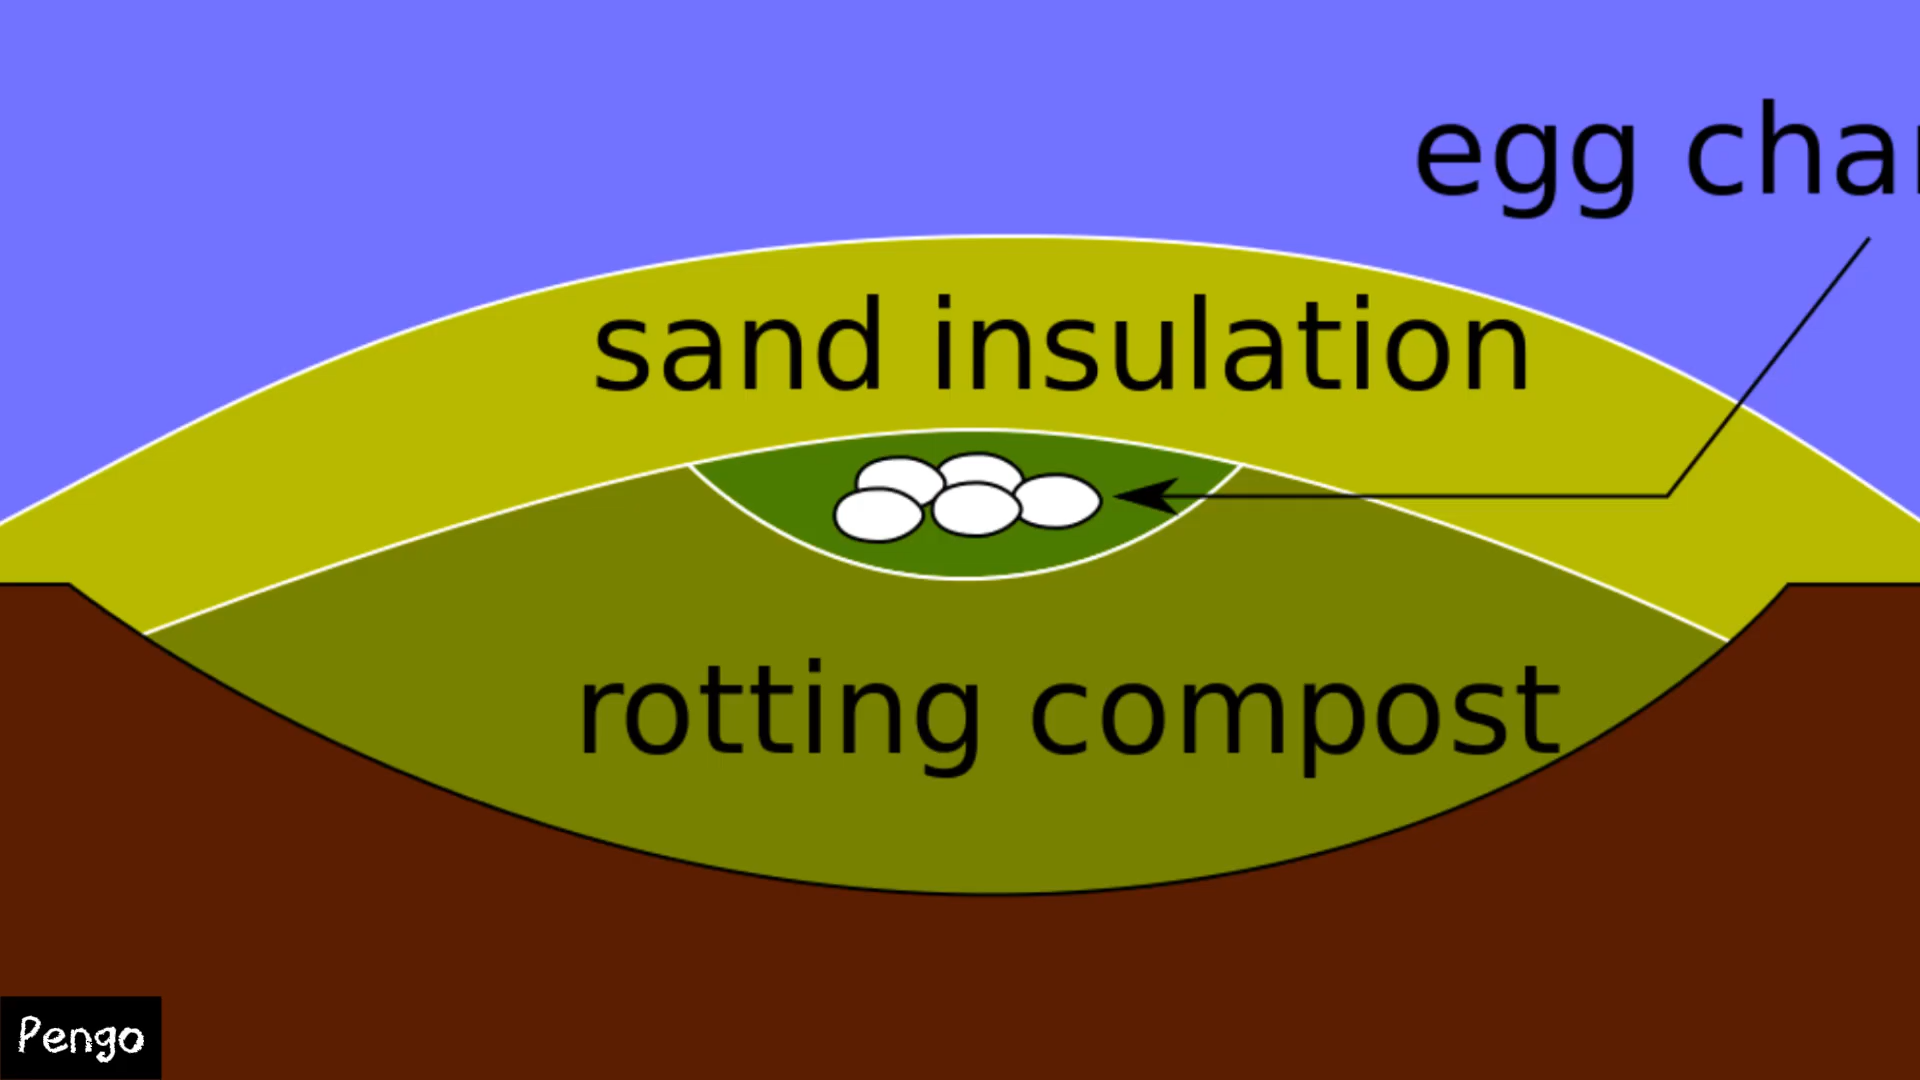 egg cha
sand insulation
rotting compost
Pengo